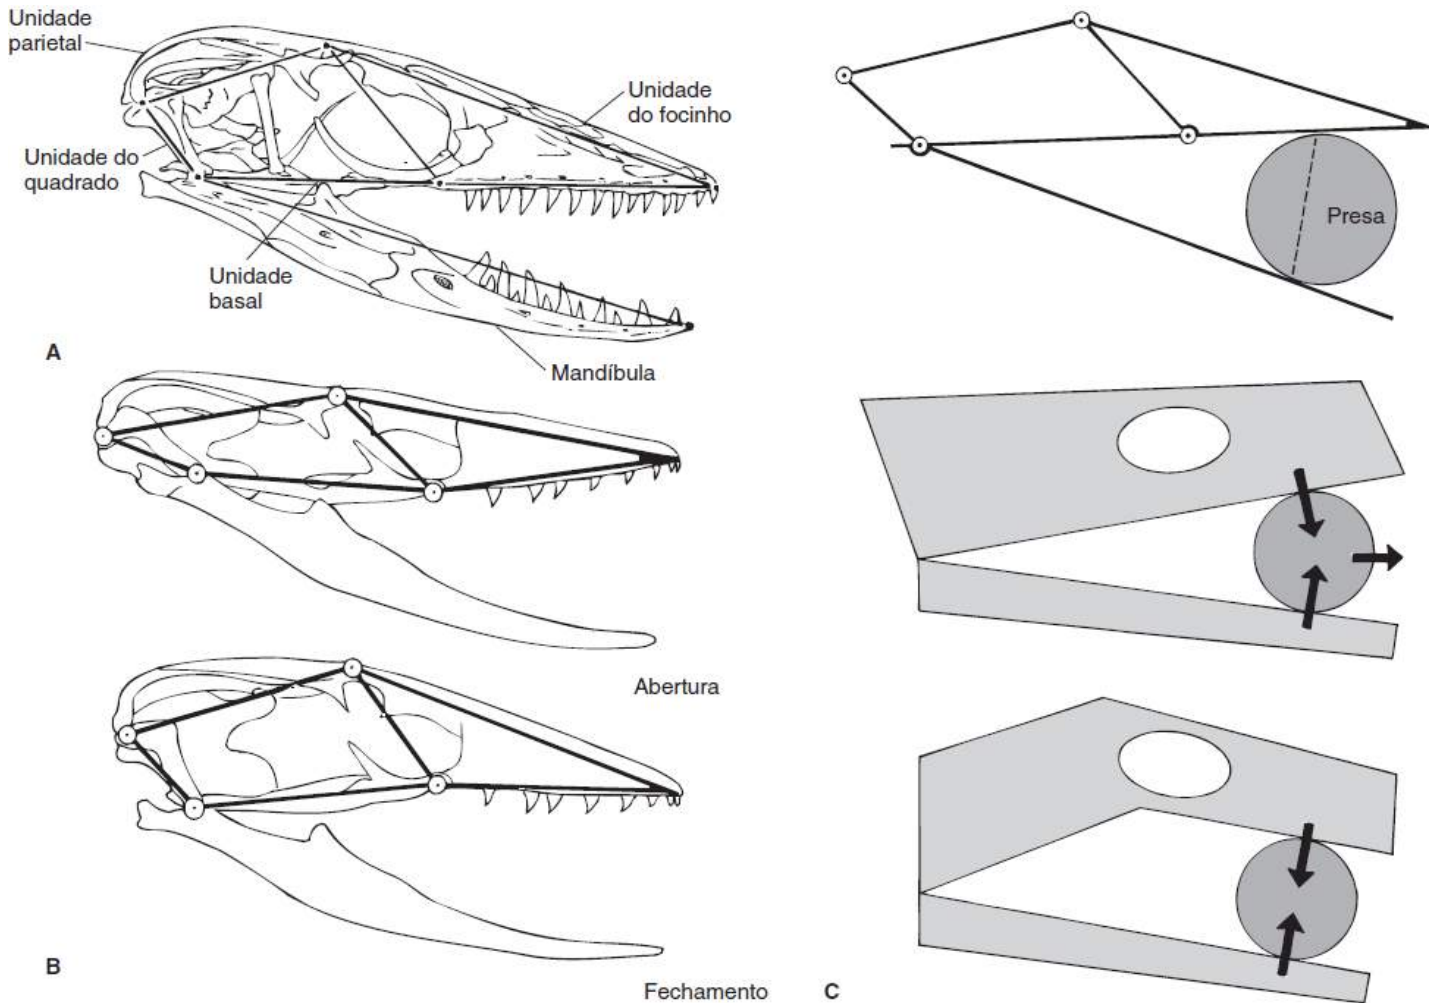 Unidade
parietal
Unidade
do focinho
Unidade do
quadrado
Unidade
basal
Mandíbula
A
Presa
Abertura
B
Fechamento
C